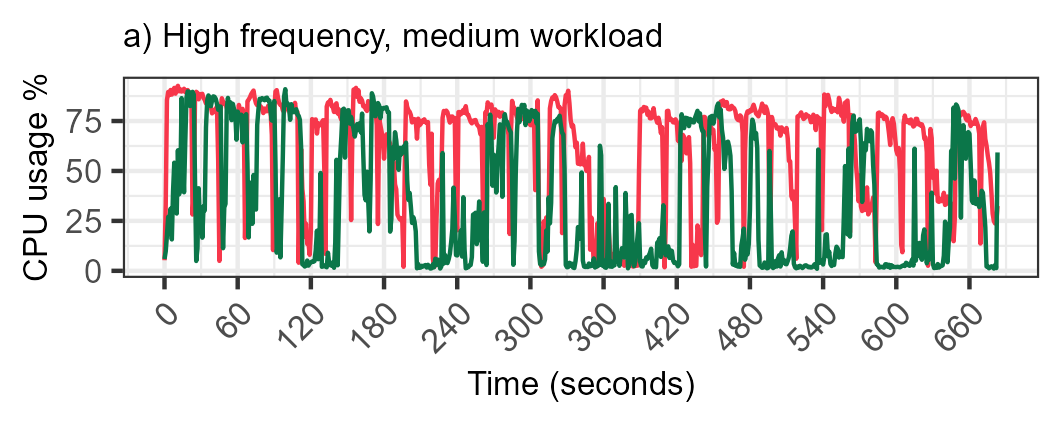 a) High frequency, medium workload
CPU usage %
75
50
25
0
0 60 120 180 240 300 360 420 480 540 600 660
Time (seconds)